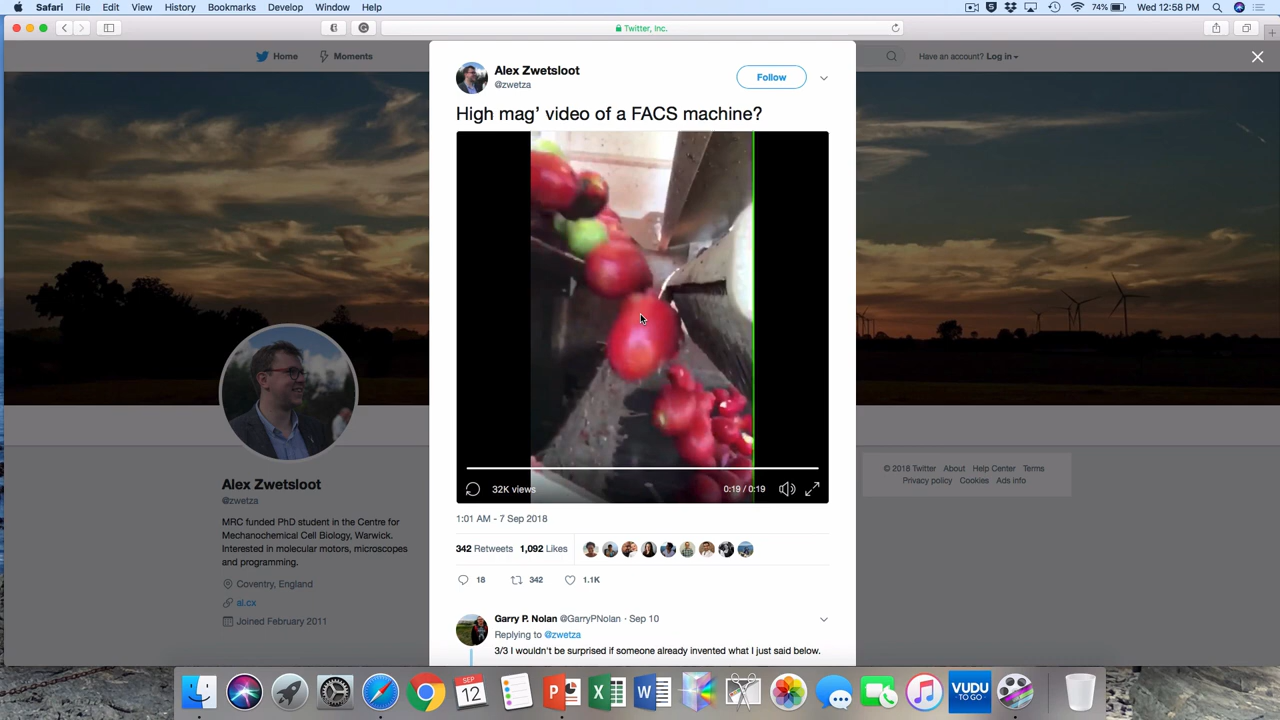 Safari File Edit View History Bookmarks Develop Window Help 74% Wed 12:58 PM
Twitter, Inc.
Home Moments Have an account? Log in
Alex Zwetsloot
@zwetza
Follow
High mag' video of a FACS machine?
32K views 0:19 / 0:19
1:01 AM - 7 Sep 2018
342 Retweets 1,092 Likes
18 342 1.1K
Garry P. Nolan @GarryPNolan · Sep 10
Replying to @zwetza
3/3 I wouldn't be surprised if someone already invented what I just said below.
Alex Zwetsloot
@zwetza
MRC funded PhD student in the Centre for
Mechanochemical Cell Biology, Warwick.
Interested in molecular motors, microscopes
and programming.
Coventry, England
al.cx
Joined February 2011
© 2018 Twitter About Help Center Terms
Privacy policy Cookies Ads info
SEP
12
VUDU
TO GO